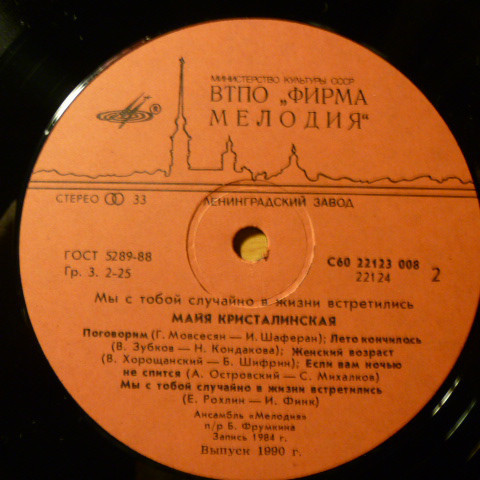 МИНИСТЕРСТВО КУЛЬТУРЫ СССР
ВТПО „ФИРМА
МЕЛОДИЯ“
СТЕРЕО 33
ЛЕНИНГРАДСКИЙ ЗАВОД
ГОСТ 5289-88
Гр. 3. 2-25
С60 22123 008
22124
2
Мы с тобой случайно в жизни встретились
МАЙЯ КРИСТАЛИНСКАЯ
Поговорим (Г. Мовсесян — И. Шаферан); Лето кончилось
(В. Зубков — Н. Кондакова); Женский возраст
(В. Хорощанский — Б. Шифрин); Если вам ночью
не спится (А. Островский — С. Михалков)
Мы с тобой случайно в жизни встретились
(Е. Рохлин — И. Финк)
Ансамбль «Мелодия»
п/р Б. Фрумкина
Запись 1984 г.
Выпуск 1990 г.